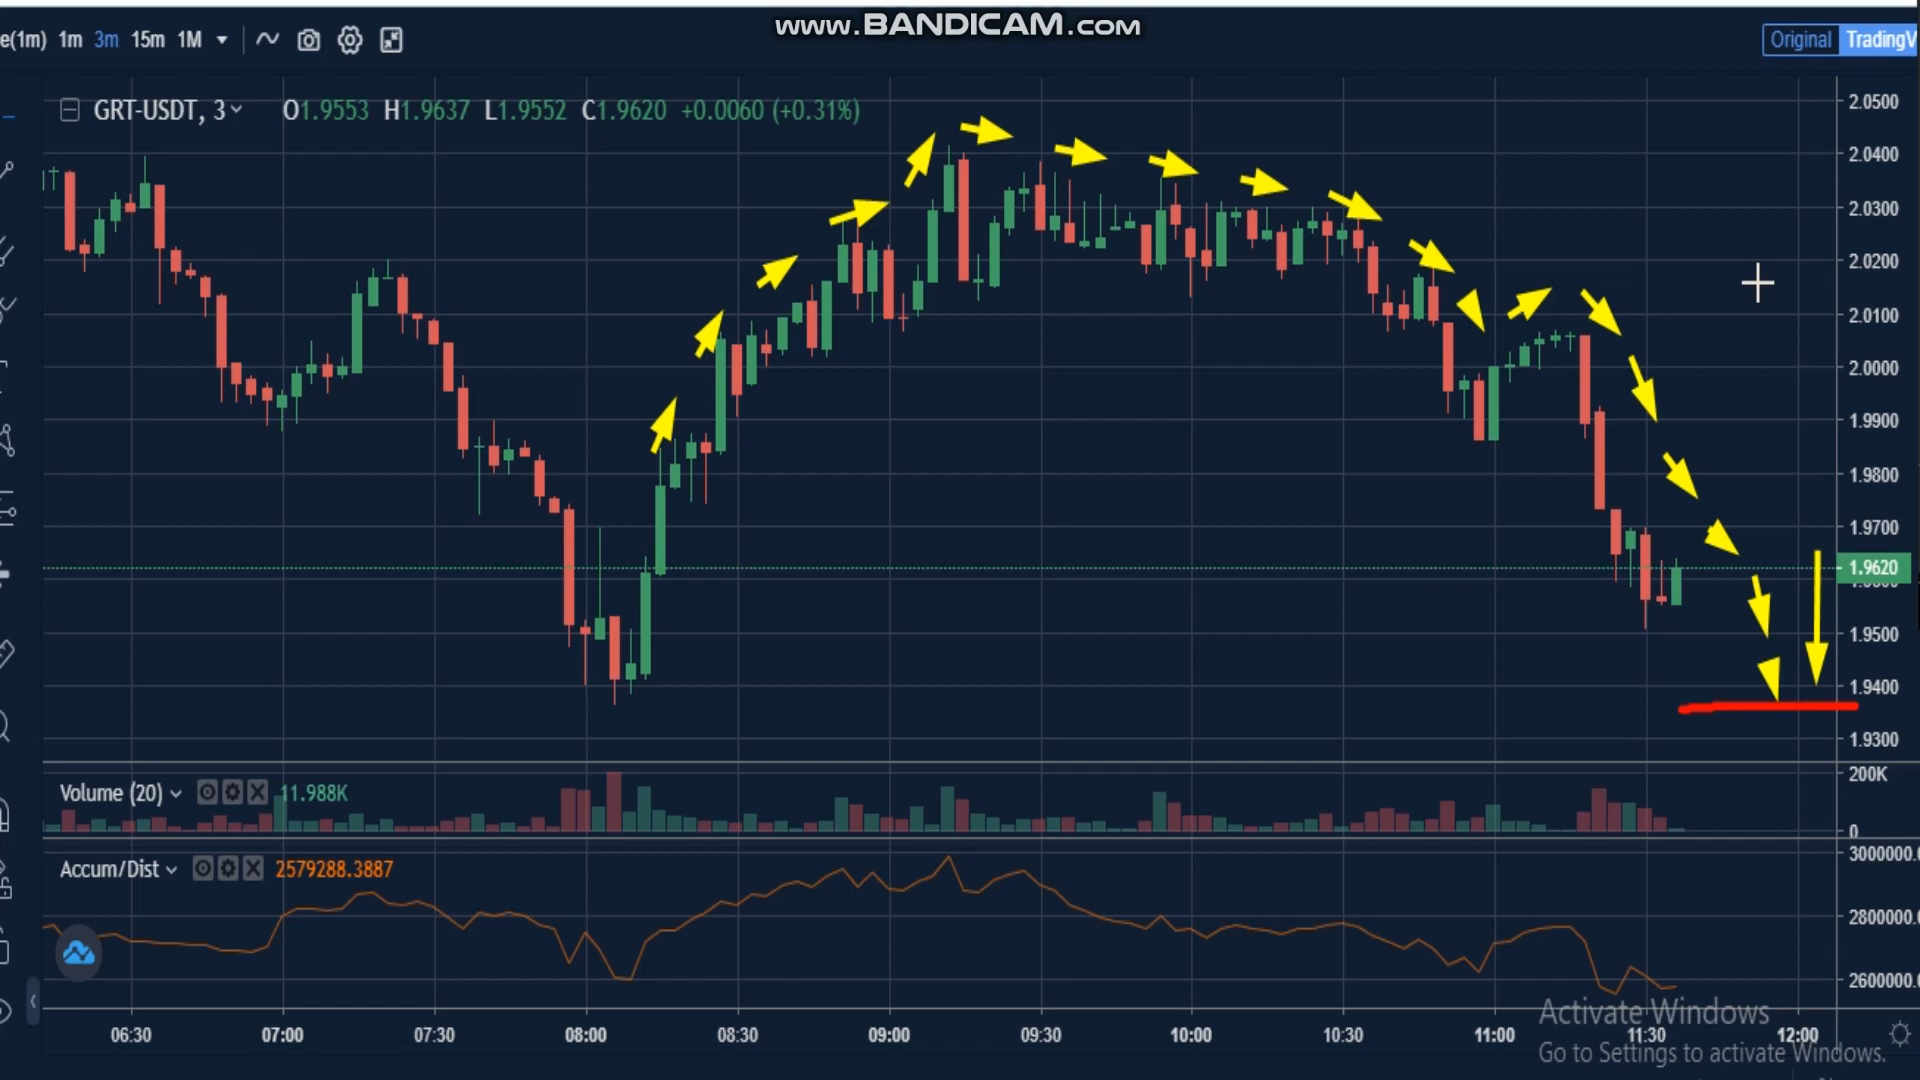 www.BANDICAM.com
e(1m) 1m 3m 15m 1M
Original TradingV
GRT-USDT, 3 O1.9553 H1.9637 L1.9552 C1.9620 +0.0060 (+0.31%)
2.0500
2.0400
2.0300
2.0200
2.0100
2.0000
1.9900
1.9800
1.9700
1.9620
1.9500
1.9400
1.9300
Volume (20) 11.988K
200K
0
Accum/Dist 2579288.3887
3000000.
2800000.
2600000.
Activate Windows
Go to Settings to activate Windows.
06:30 07:00 07:30 08:00 08:30 09:00 09:30 10:00 10:30 11:00 11:30 12:00